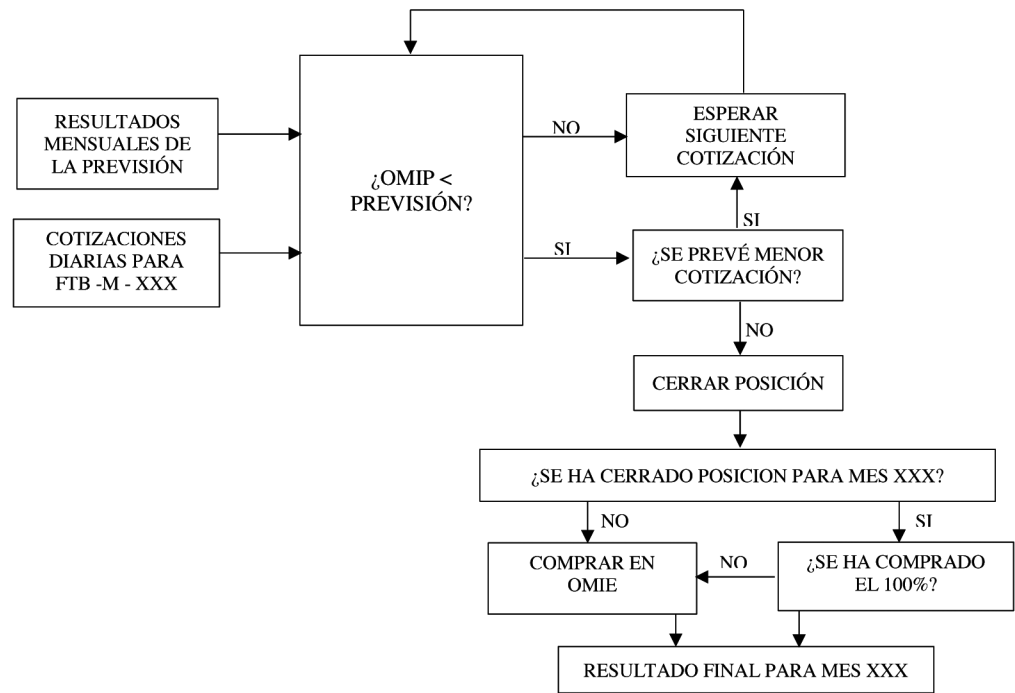 RESULTADOS
MENSUALES DE
LA PREVISIÓN
COTIZACIONES
DIARIAS PARA
FTB -M - XXX
¿OMIP <
PREVISIÓN?
NO
ESPERAR
SIGUIENTE
COTIZACIÓN
SI
SI
¿SE PREVÉ MENOR
COTIZACIÓN?
NO
CERRAR POSICIÓN
¿SE HA CERRADO POSICION PARA MES XXX?
NO
SI
COMPRAR EN
OMIE
NO
¿SE HA COMPRADO
EL 100%?
RESULTADO FINAL PARA MES XXX